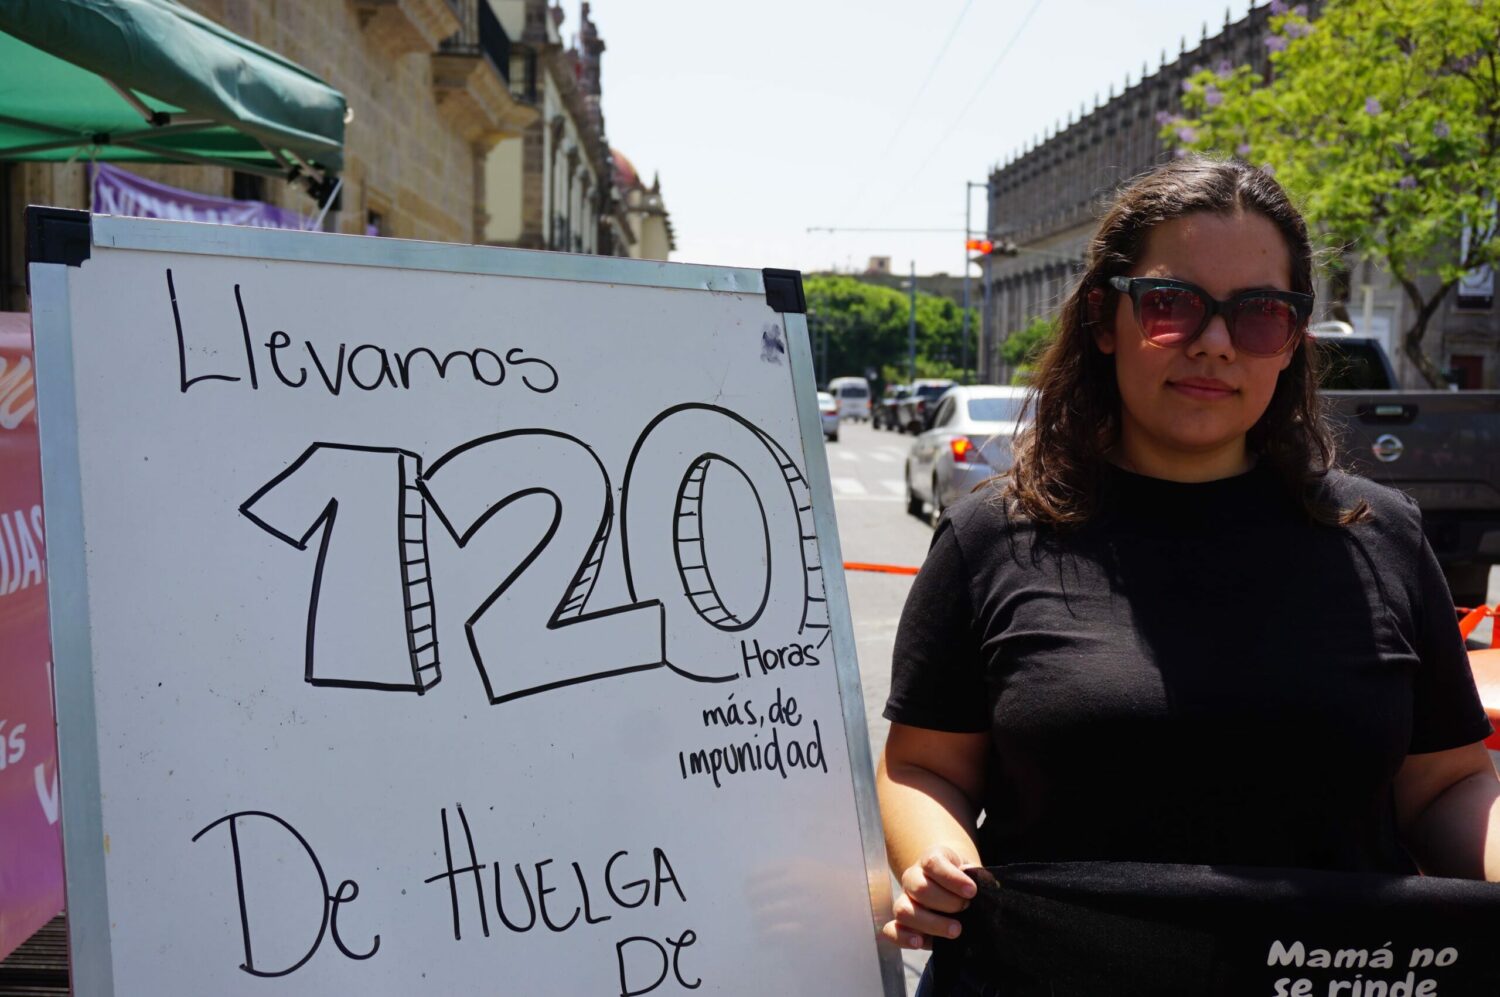 Llevamos
120
Horas
más, de
impunidad
De HUELGA
DE
Mamá no
se rinde